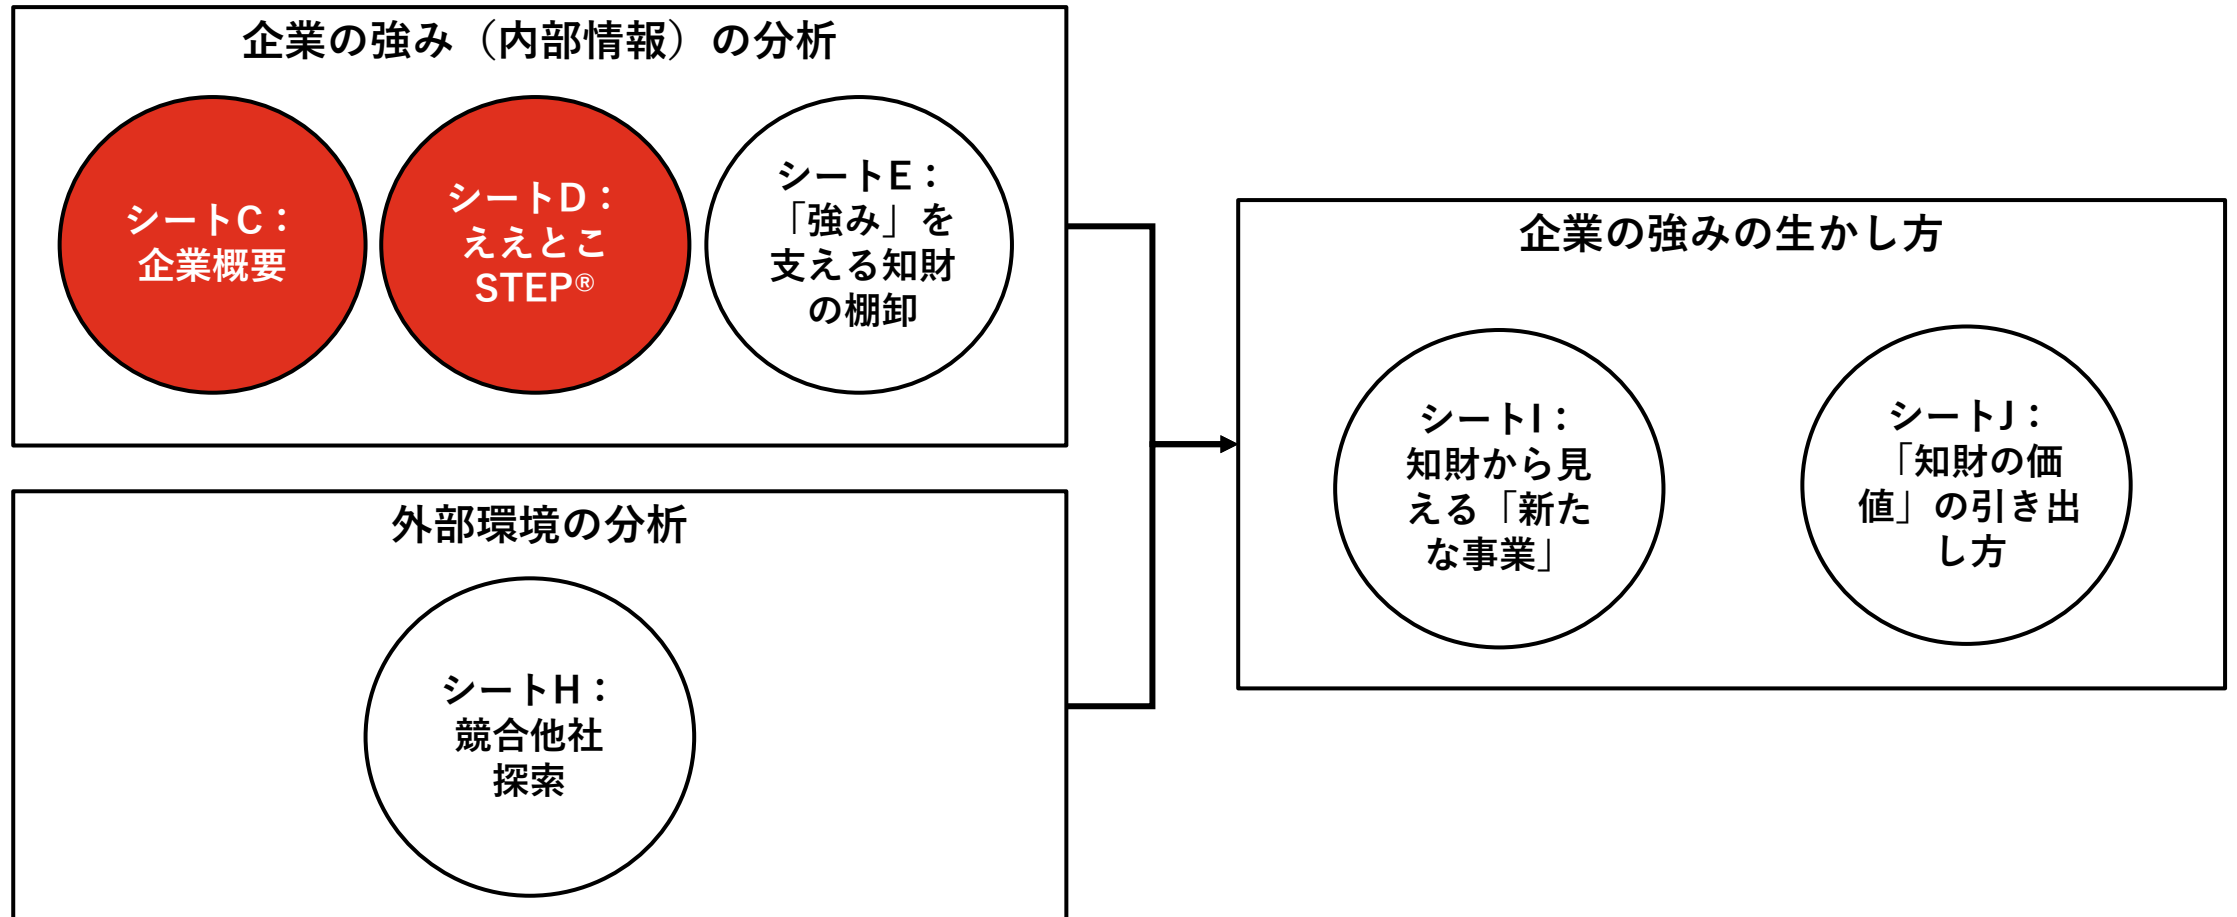 企業の強み（内部情報）の分析
シートC：
企業概要
シートD：
ええとこ
STEP®
シートE：
「強み」を
支える知財
の棚卸
外部環境の分析
シートH：
競合他社
探索
企業の強みの生かし方
シートI：
知財から見
える「新た
な事業」
シートJ：
「知財の価
値」の引き出
し方